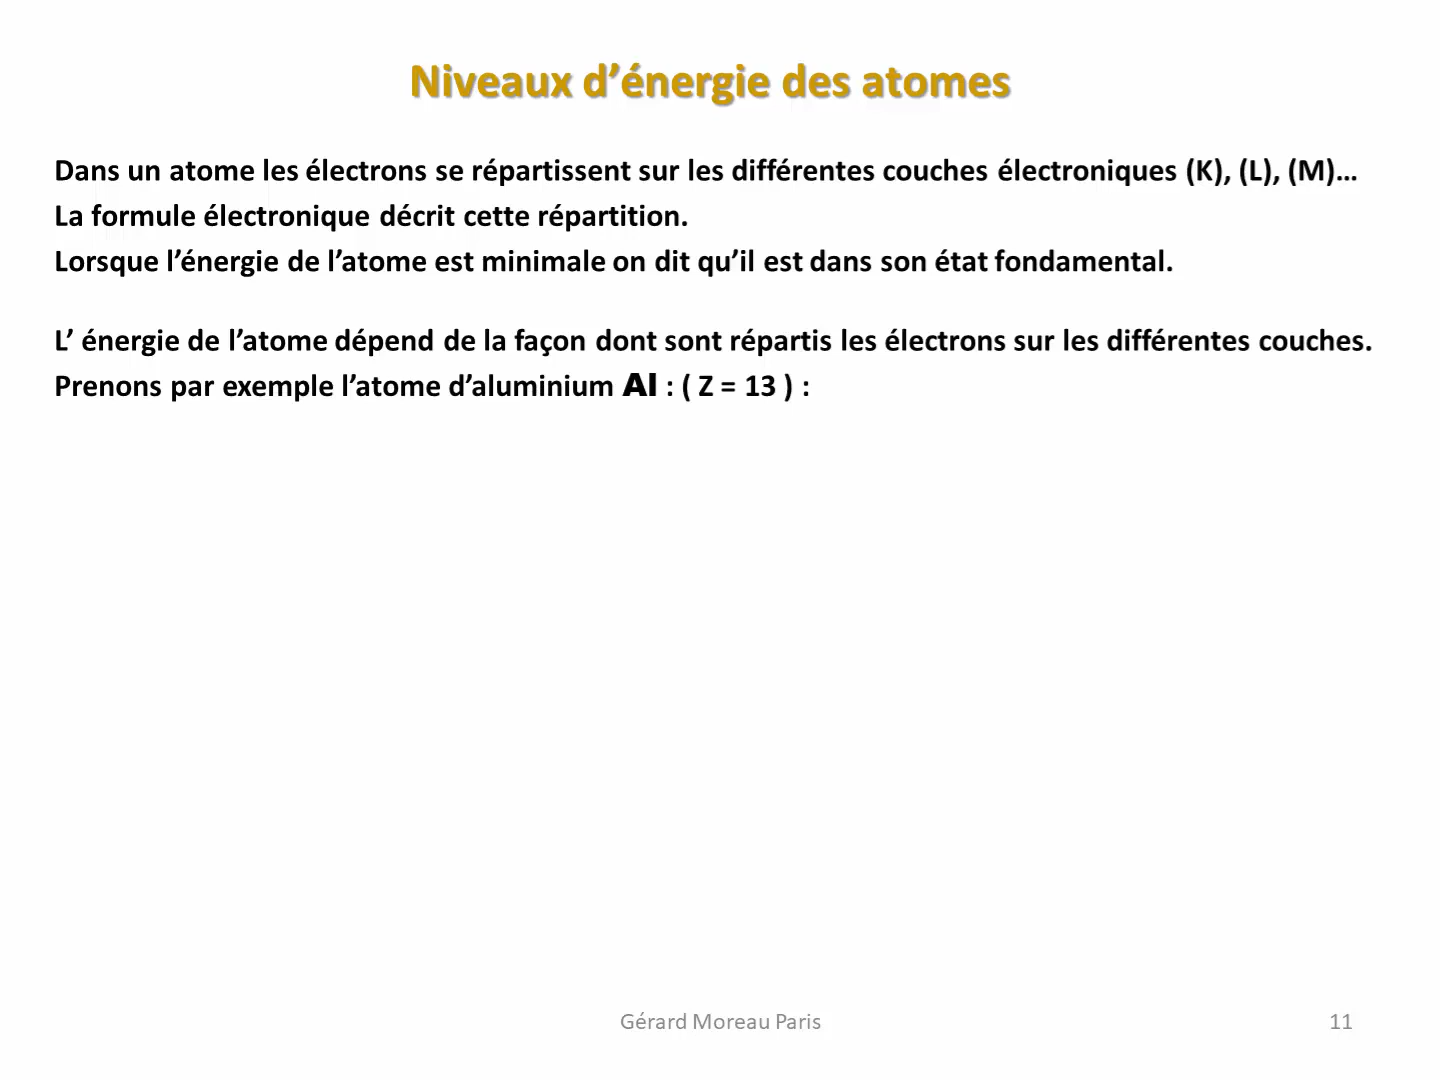 Niveaux d’énergie des atomes
Dans un atome les électrons se répartissent sur les différentes couches électroniques (K), (L), (M)…
La formule électronique décrit cette répartition.
Lorsque l’énergie de l’atome est minimale on dit qu’il est dans son état fondamental.
L’ énergie de l’atome dépend de la façon dont sont répartis les électrons sur les différentes couches.
Prenons par exemple l’atome d’aluminium Al : ( Z = 13 ) :
Gérard Moreau Paris
11